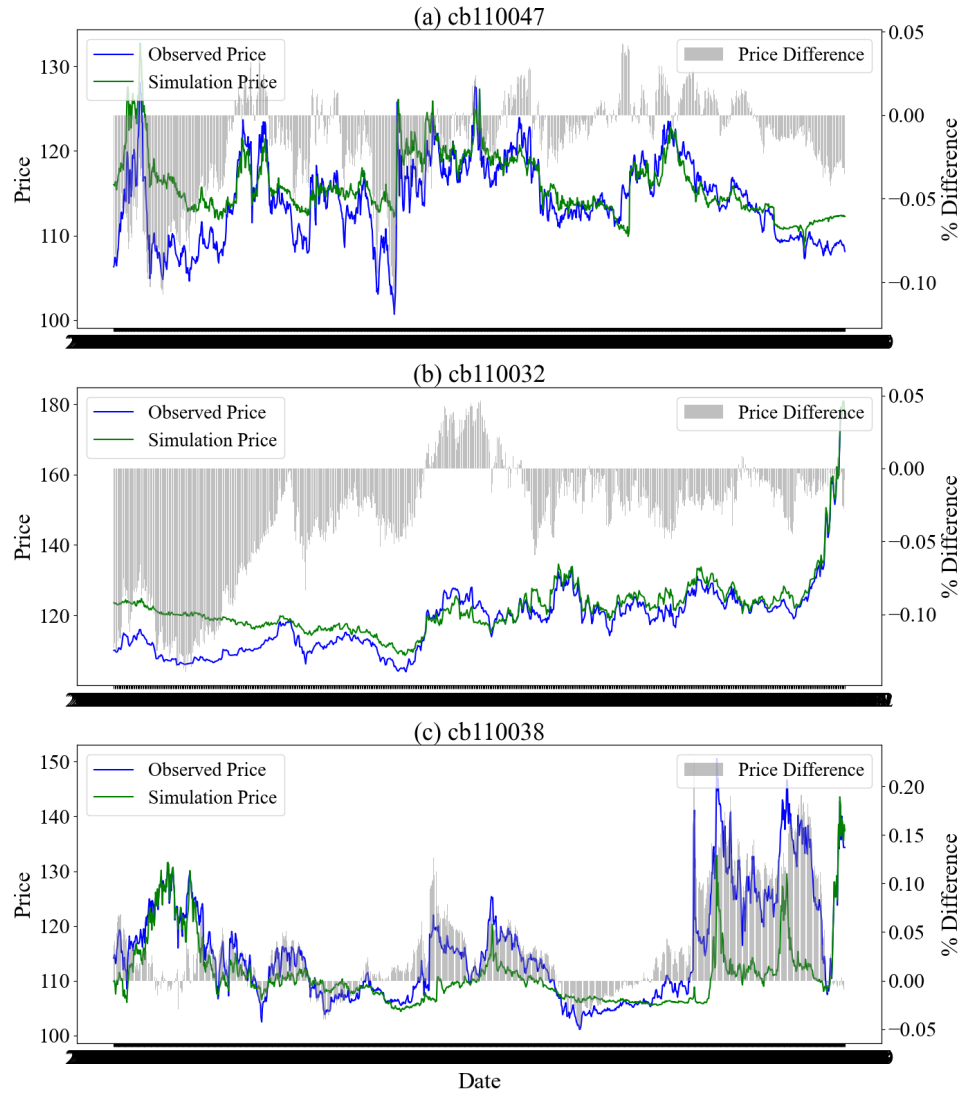 (a) cb110047
Observed Price
Simulation Price
Price Difference
130
120
110
100
Price
0.05
0.00
−0.05
−0.10
% Difference
(b) cb110032
Observed Price
Simulation Price
Price Difference
180
160
140
120
Price
0.05
0.00
−0.05
−0.10
% Difference
(c) cb110038
Observed Price
Simulation Price
Price Difference
150
140
130
120
110
100
Price
0.20
0.15
0.10
0.05
0.00
−0.05
% Difference
Date